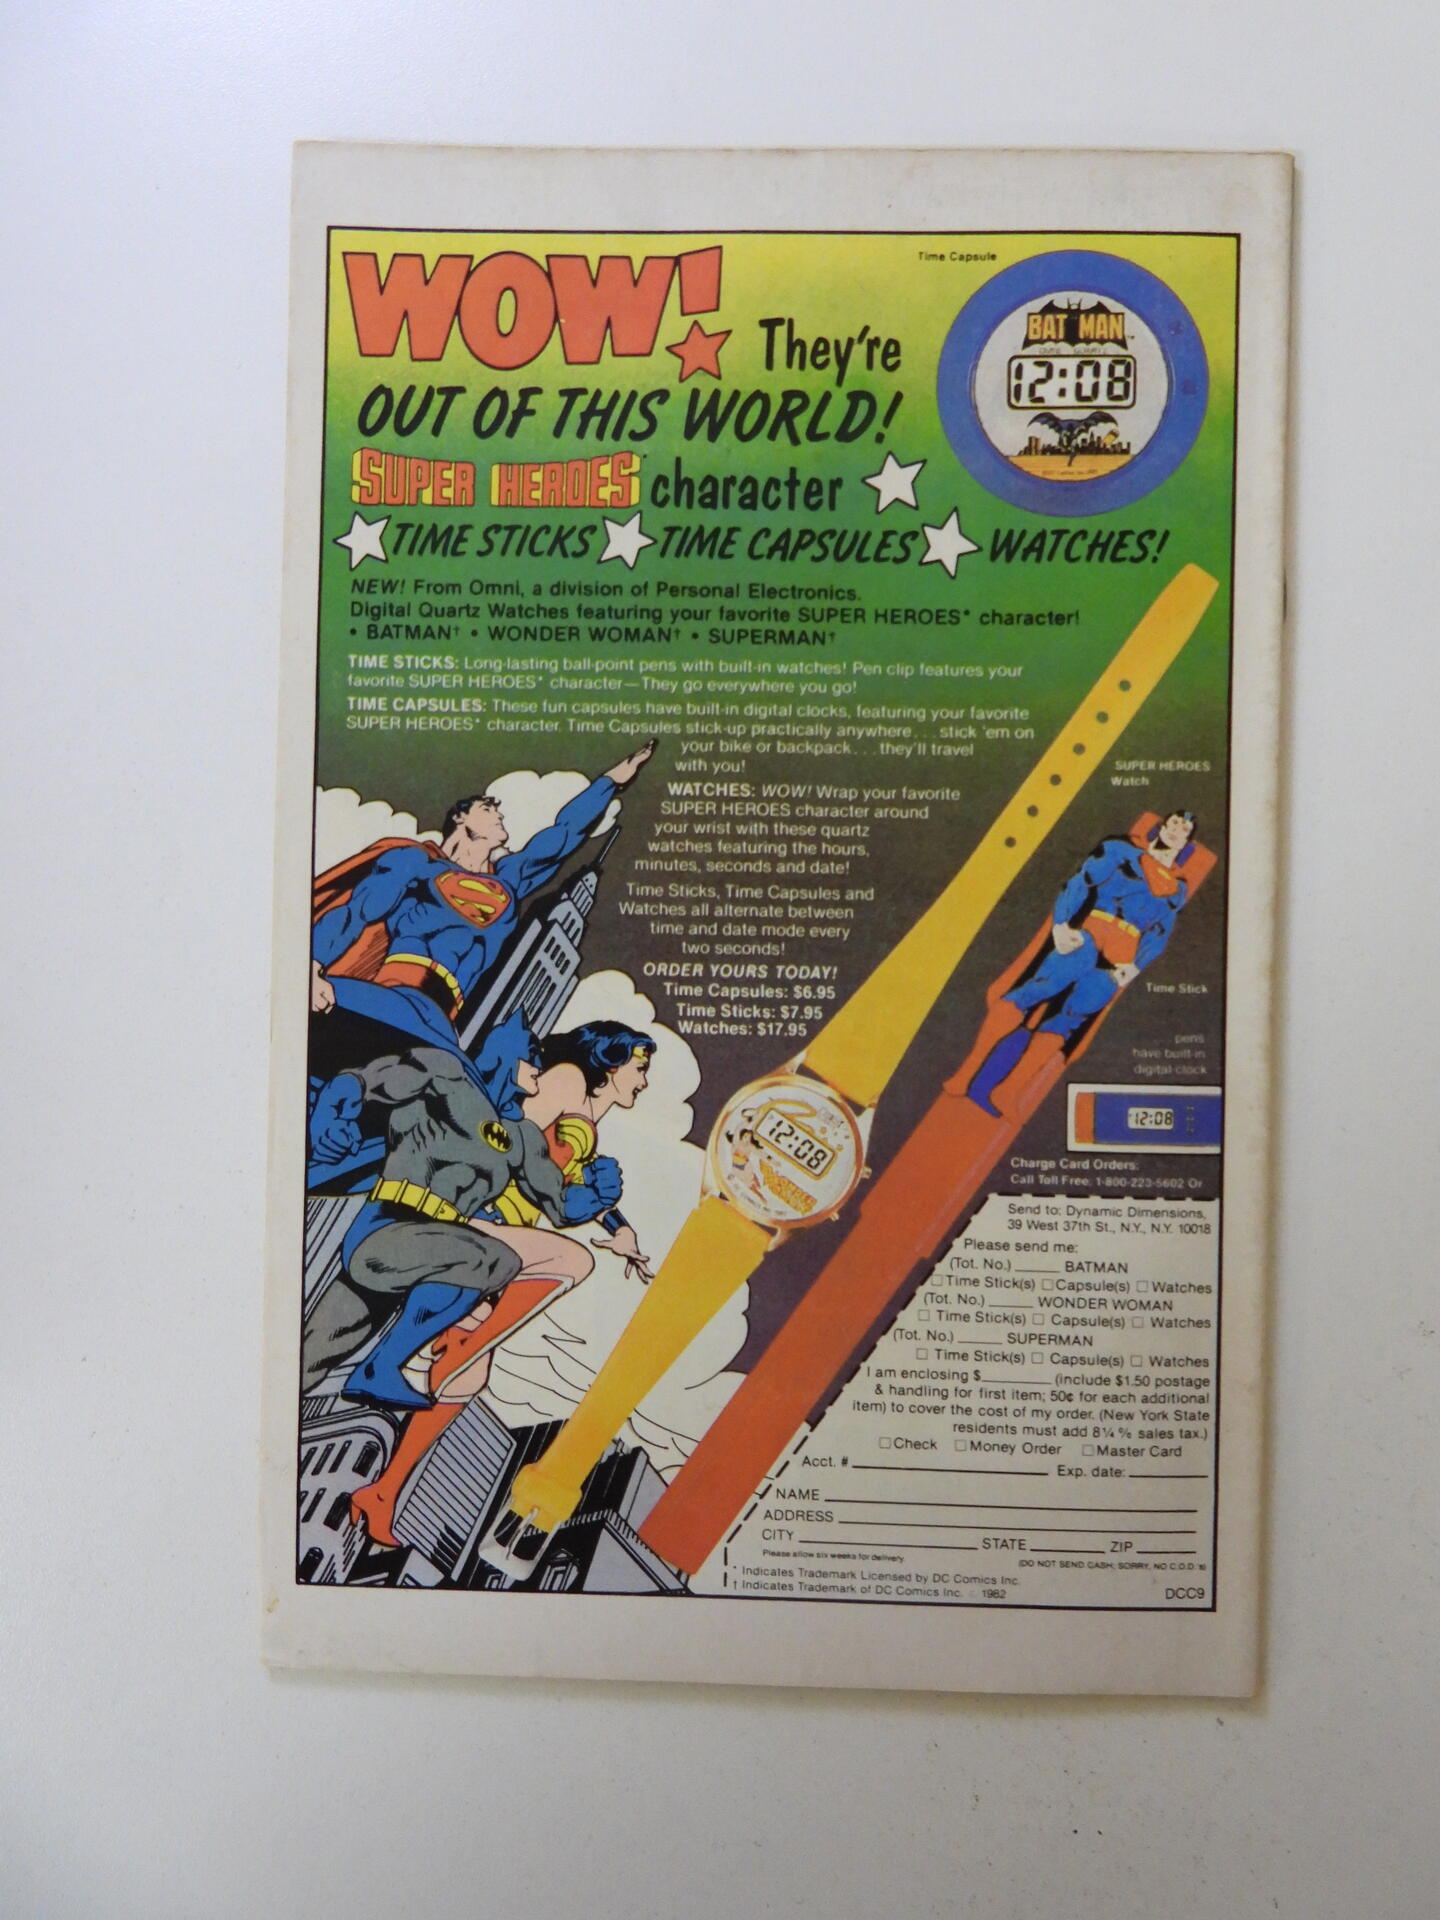 WOW! They're
OUT OF THIS WORLD!
SUPER HEROES* character
TIME STICKS TIME CAPSULES WATCHES!
Time Capsule
BATMAN
12:08
NEW! From Omni, a division of Personal Electronics.
Digital Quartz Watches featuring your favorite SUPER HEROES* character!
• BATMAN† • WONDER WOMAN† • SUPERMAN†
TIME STICKS: Long-lasting ball-point pens with built-in watches! Pen clip features your
favorite SUPER HEROES* character—They go everywhere you go!
TIME CAPSULES: These fun capsules have built-in digital clocks, featuring your favorite
SUPER HEROES* character. Time Capsules stick-up practically anywhere...stick 'em on
your bike or backpack...they'll travel
with you!
WATCHES: WOW! Wrap your favorite
SUPER HEROES character around
your wrist with these quartz
watches featuring the hours,
minutes, seconds and date!
Time Sticks, Time Capsules and
Watches all alternate between
time and date mode every
two seconds!
ORDER YOURS TODAY!
Time Capsules: $6.95
Time Sticks: $7.95
Watches: $17.95
SUPER HEROES
Watch
Time Stick
pens
have built-in
digital clock
12:08
12:08
WONDER WOMAN
Charge Card Orders:
Call Toll Free: 1-800-223-5602 Or
Send to: Dynamic Dimensions,
39 West 37th St., N.Y., N.Y. 10018
Please send me:
(Tot. No.) ______ BATMAN
☐ Time Stick(s) ☐ Capsule(s) ☐ Watches
(Tot. No.) ______ WONDER WOMAN
☐ Time Stick(s) ☐ Capsule(s) ☐ Watches
(Tot. No.) ______ SUPERMAN
☐ Time Stick(s) ☐ Capsule(s) ☐ Watches
I am enclosing $________ (include $1.50 postage
& handling for first item; 50¢ for each additional
item) to cover the cost of my order. (New York State
residents must add 8¼% sales tax.)
☐ Check ☐ Money Order ☐ Master Card
Acct. # ________ Exp. date: ________
NAME ________
ADDRESS ________
CITY ________ STATE ________ ZIP ________
Please allow six weeks for delivery. (DO NOT SEND CASH; SORRY, NO C.O.D.'s)
* Indicates Trademark Licensed by DC Comics Inc.
† Indicates Trademark of DC Comics Inc. © 1982
DCC9